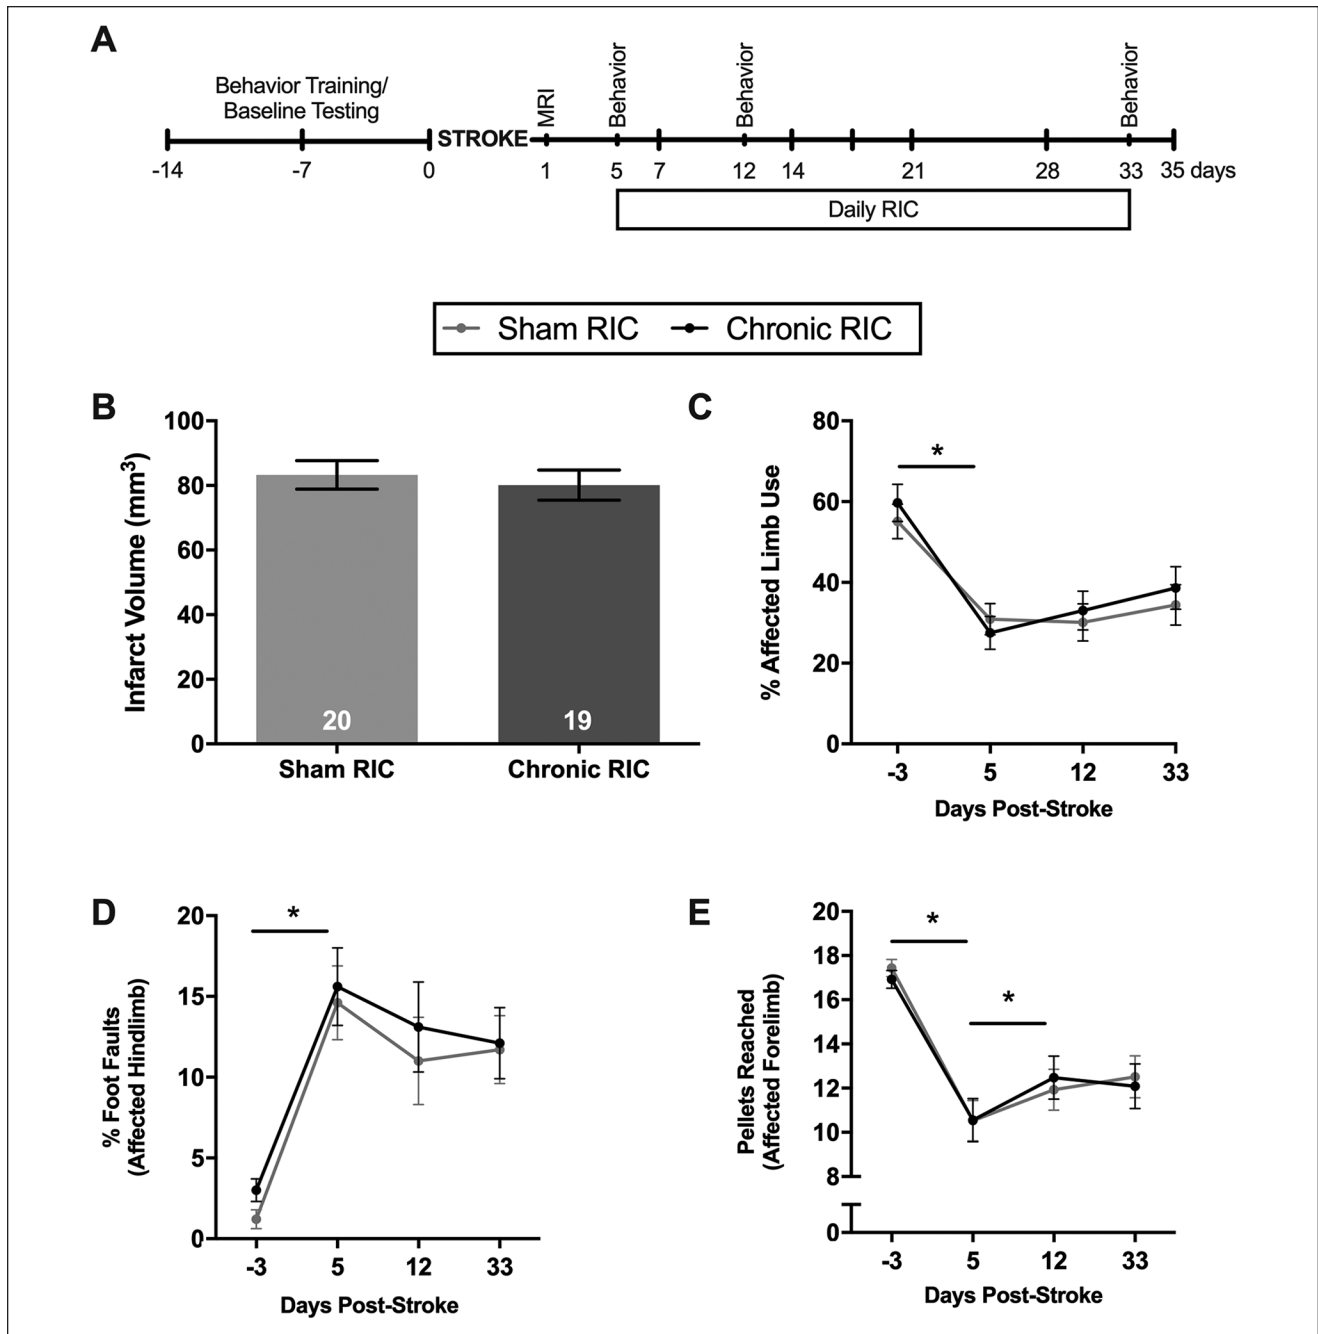 A
Behavior Training/
Baseline Testing
STROKE
MRI
Behavior
Behavior
Behavior
-14
-7
0
1
5
7
12
14
21
28
33
35 days
Daily RIC
Sham RIC
Chronic RIC
B
Infarct Volume (mm³)
100
80
60
40
20
0
20
19
Sham RIC
Chronic RIC
C
% Affected Limb Use
80
60
40
20
0
*
-3
5
12
33
Days Post-Stroke
D
% Foot Faults
(Affected Hindlimb)
20
15
10
5
0
*
-3
5
12
33
Days Post-Stroke
E
Pellets Reached
(Affected Forelimb)
20
18
16
14
12
10
8
0
*
*
-3
5
12
33
Days Post-Stroke